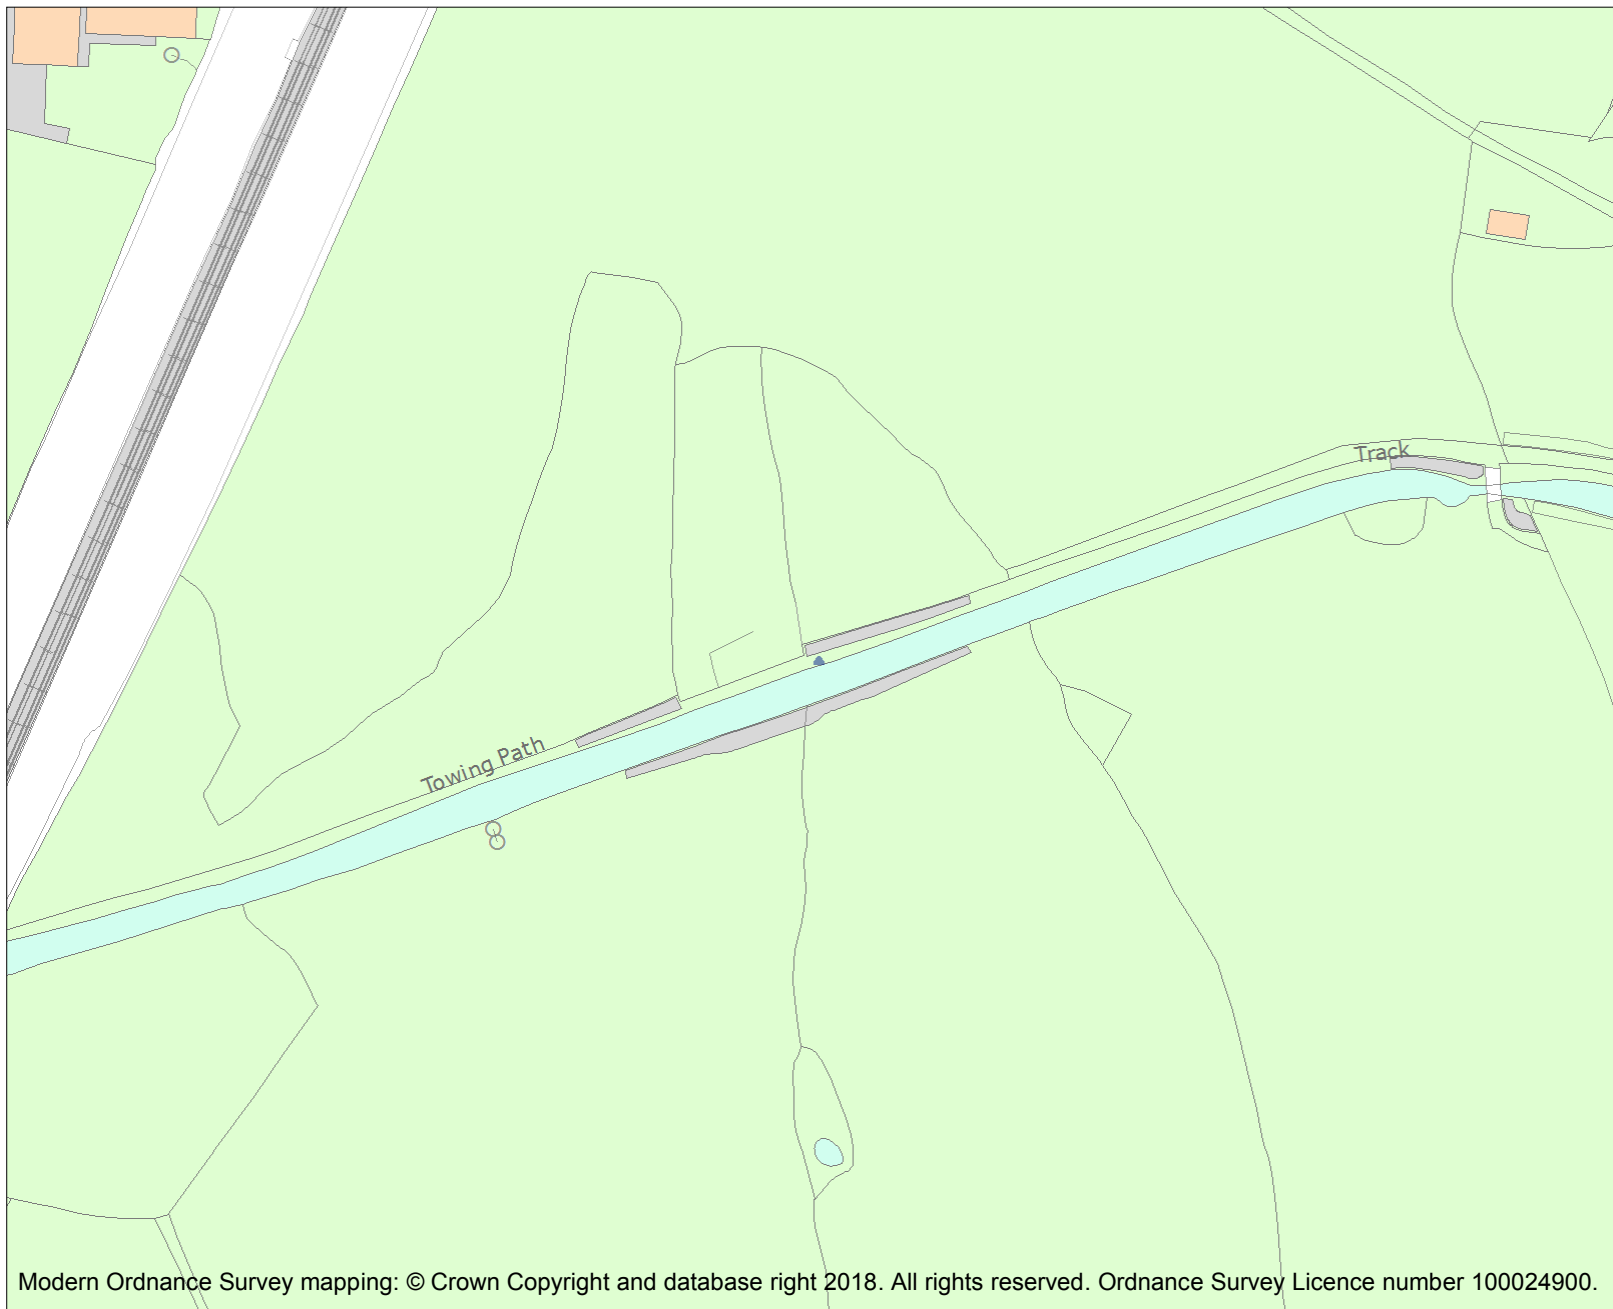 Track
Towing Path
Modern Ordnance Survey mapping: © Crown Copyright and database right 2018. All rights reserved. Ordnance Survey Licence number 100024900.